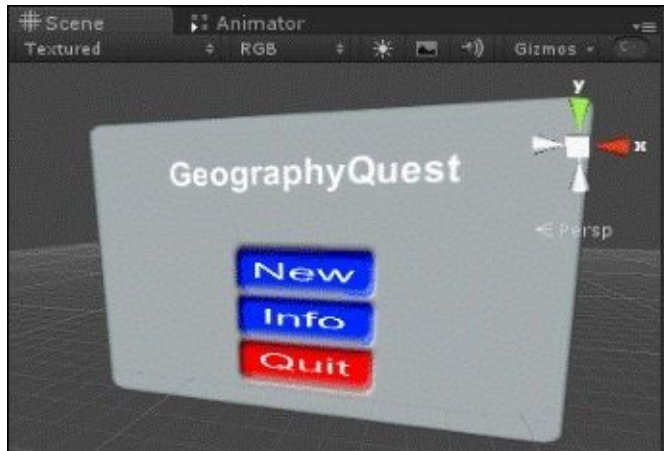 Scene Animator
Textured RGB Gizmos
y
x
GeographyQuest
Persp
New
Info
Quit